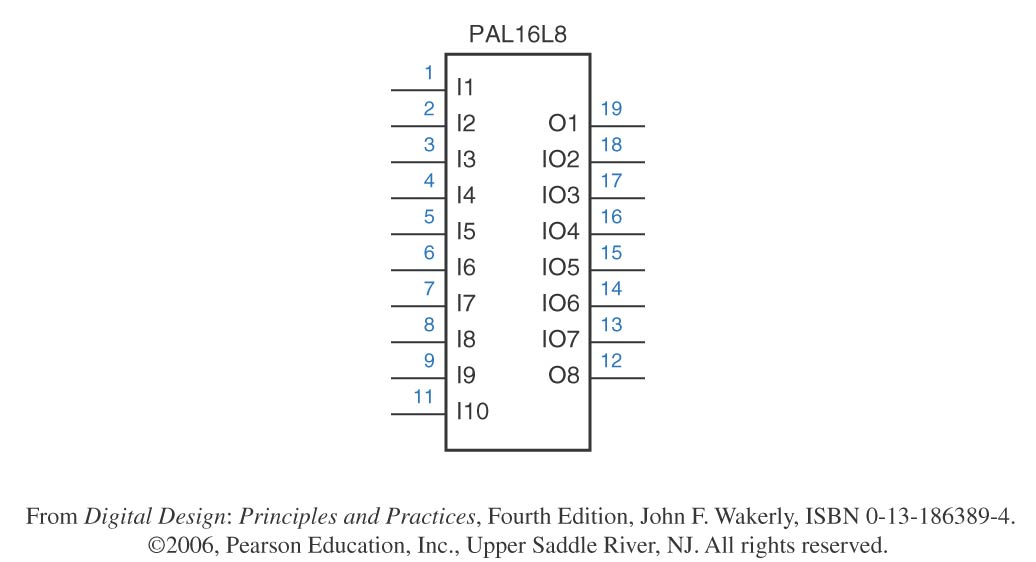 PAL16L8
1
I1
2
I2
O1
19
3
I3
IO2
18
4
I4
IO3
17
5
I5
IO4
16
6
I6
IO5
15
7
I7
IO6
14
8
I8
IO7
13
9
I9
O8
12
11
I10
From Digital Design: Principles and Practices, Fourth Edition, John F. Wakerly, ISBN 0-13-186389-4.
©2006, Pearson Education, Inc., Upper Saddle River, NJ. All rights reserved.